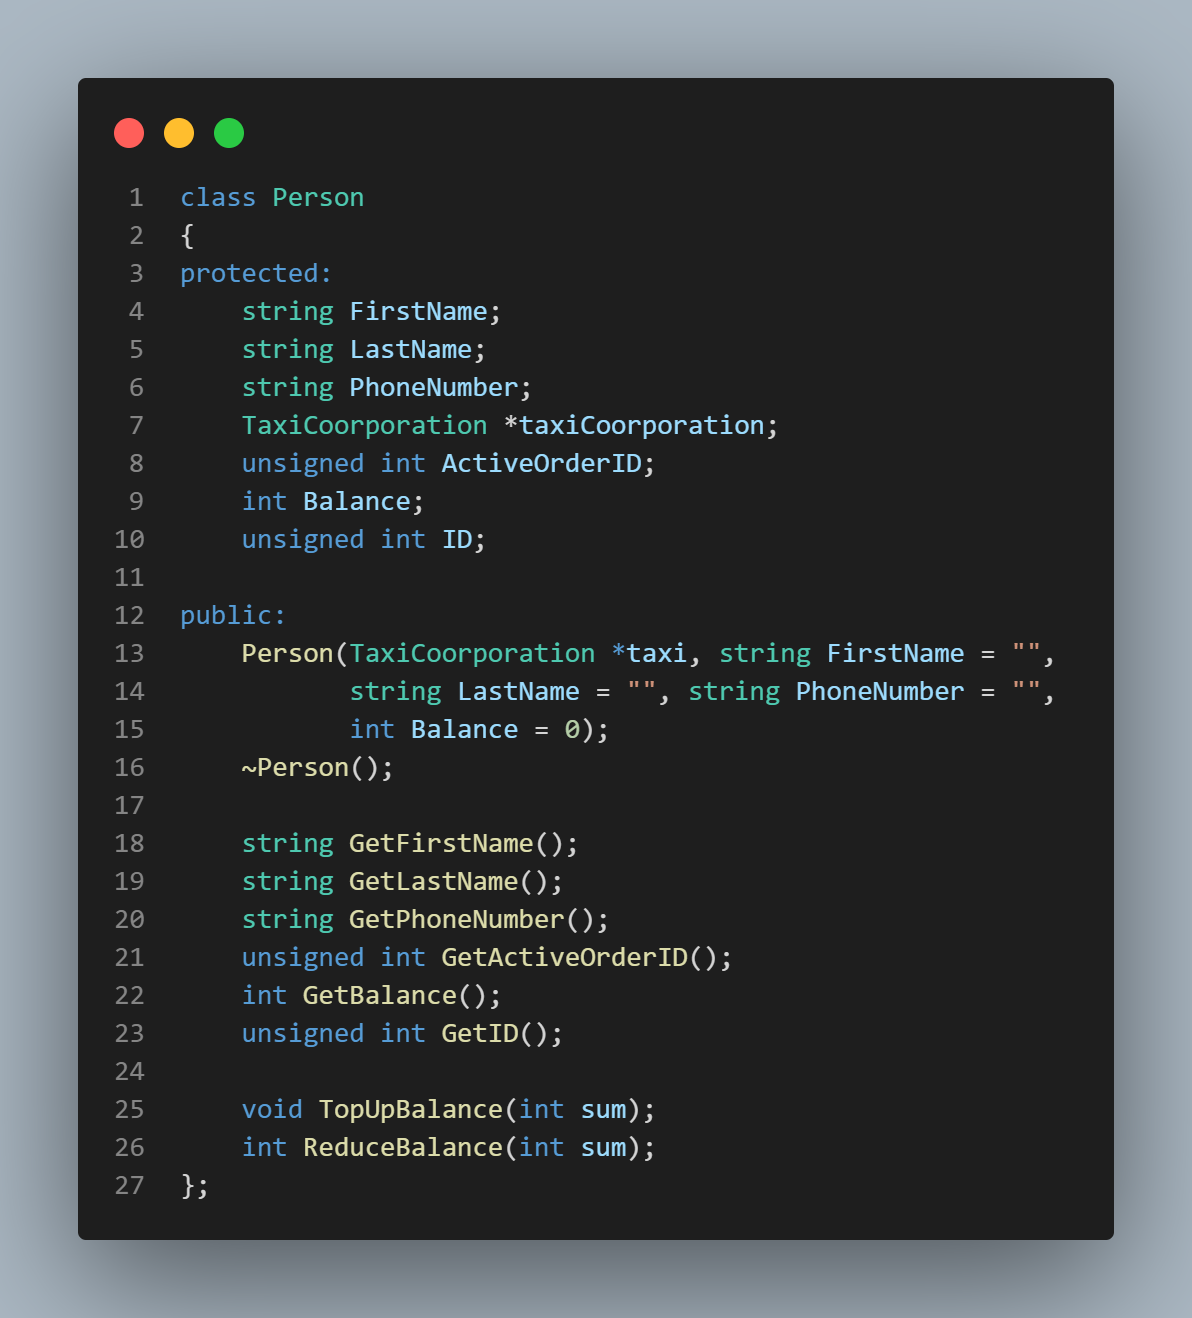 1 class Person
2 {
3 protected:
4     string FirstName;
5     string LastName;
6     string PhoneNumber;
7     TaxiCoorporation *taxiCoorporation;
8     unsigned int ActiveOrderID;
9     int Balance;
10     unsigned int ID;
11
12 public:
13     Person(TaxiCoorporation *taxi, string FirstName = "",
14            string LastName = "", string PhoneNumber = "",
15            int Balance = 0);
16     ~Person();
17
18     string GetFirstName();
19     string GetLastName();
20     string GetPhoneNumber();
21     unsigned int GetActiveOrderID();
22     int GetBalance();
23     unsigned int GetID();
24
25     void TopUpBalance(int sum);
26     int ReduceBalance(int sum);
27 };